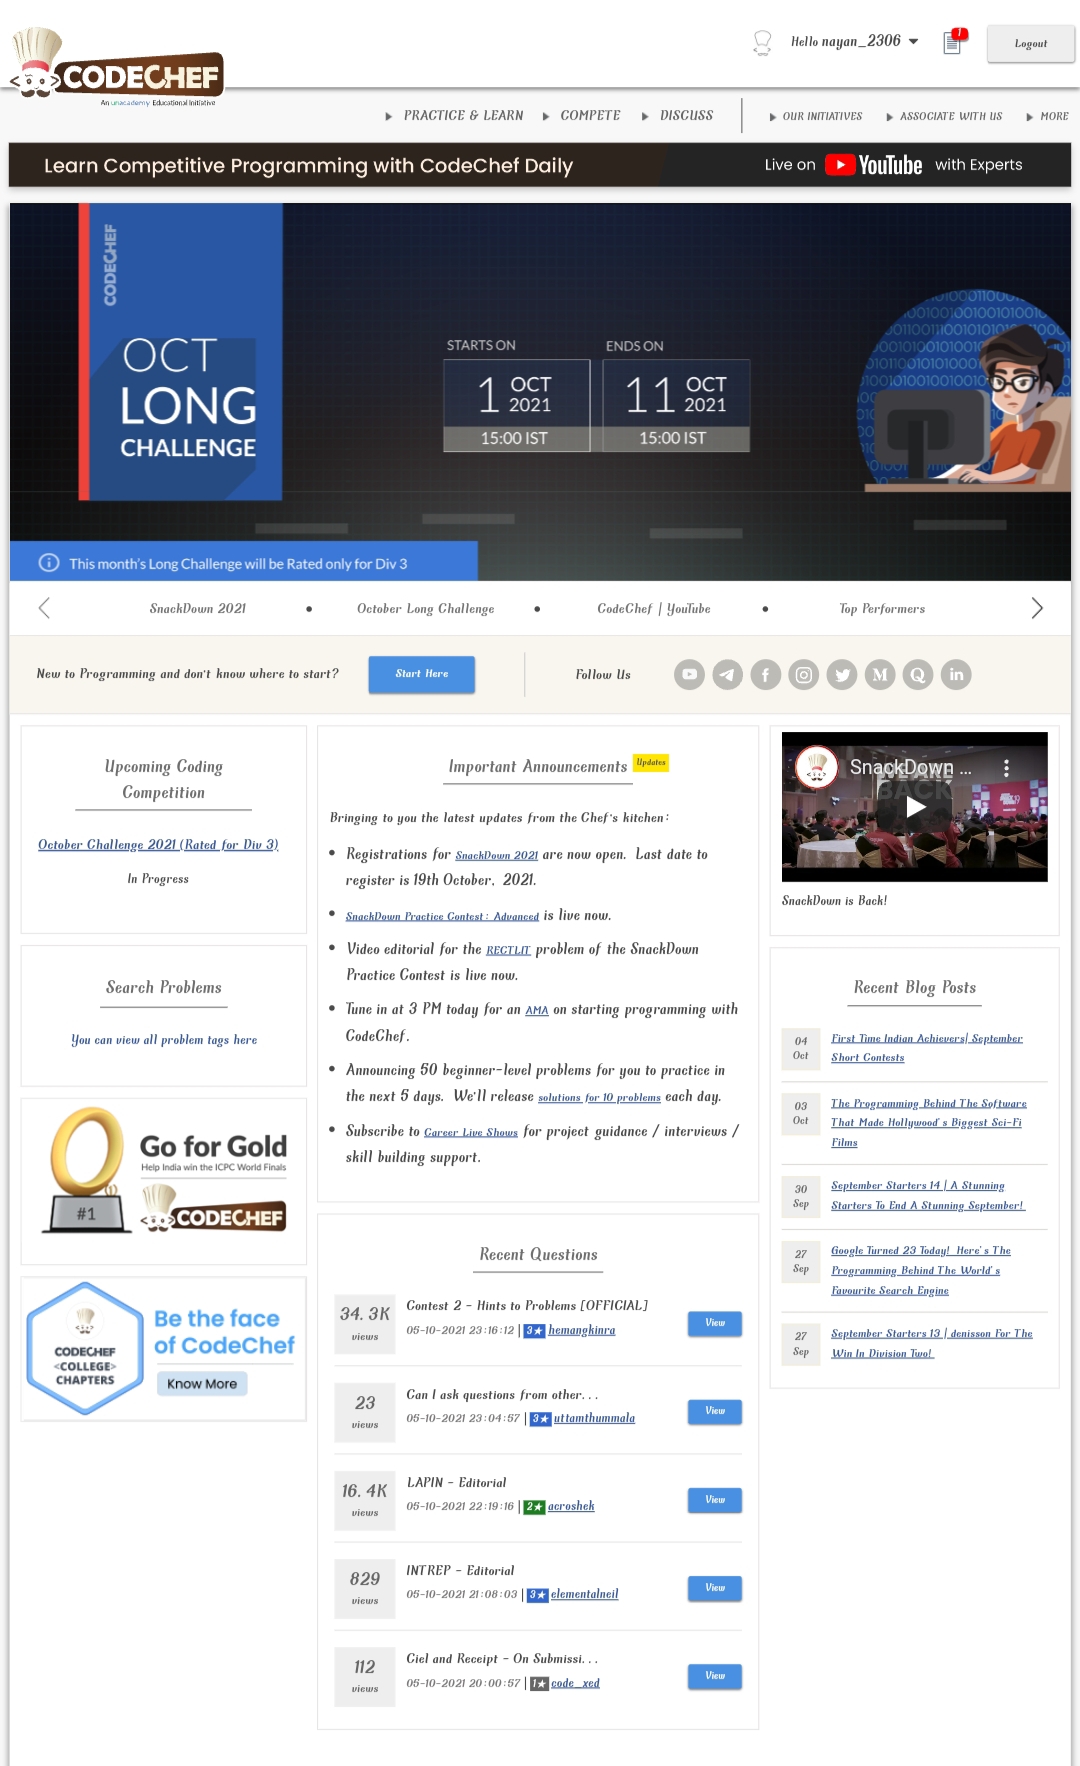 Hello nayan_2306
1
Logout
CODECHEF
An unacademy Educational Initiative
PRACTICE & LEARN
COMPETE
DISCUSS
OUR INITIATIVES
ASSOCIATE WITH US
MORE
Learn Competitive Programming with CodeChef Daily
Live on YouTube with Experts
CODECHEF
OCT
LONG
CHALLENGE
STARTS ON
1 OCT 2021
15:00 IST
ENDS ON
11 OCT 2021
15:00 IST
This month's Long Challenge will be Rated only for Div 3
SnackDown 2021 • October Long Challenge • CodeChef | YouTube • Top Performers
New to Programming and don't know where to start?
Start Here
Follow Us
Upcoming Coding
Competition
October Challenge 2021 (Rated for Div 3)
In Progress
Search Problems
You can view all problem tags here
#1
Go for Gold
Help India win the ICPC World Finals
CODECHEF
CODECHEF
<COLLEGE>
CHAPTERS
Be the face
of CodeChef
Know More
Important Announcements Updates
Bringing to you the latest updates from the Chef's kitchen:
• Registrations for SnackDown 2021 are now open. Last date to
register is 19th October, 2021.
• SnackDown Practice Contest: Advanced is live now.
• Video editorial for the RECTLIT problem of the SnackDown
Practice Contest is live now.
• Tune in at 3 PM today for an AMA on starting programming with
CodeChef.
• Announcing 50 beginner-level problems for you to practice in
the next 5 days. We'll release solutions for 10 problems each day.
• Subscribe to Career Live Shows for project guidance / interviews /
skill building support.
Recent Questions
34.3K
views
Contest 2 - Hints to Problems [OFFICIAL]
05-10-2021 23:16:12 | 3★ hemangkinra
View
23
views
Can I ask questions from other...
05-10-2021 23:04:57 | 3★ uttamthummala
View
16.4K
views
LAPIN - Editorial
05-10-2021 22:19:16 | 2★ acroshek
View
829
views
INTREP - Editorial
05-10-2021 21:08:03 | 3★ elementalneil
View
112
views
Ciel and Receipt - On Submissi...
05-10-2021 20:00:57 | 1★ code_xed
View
SnackDown ...
BACK
SnackDown is Back!
Recent Blog Posts
04
Oct
First Time Indian Achievers| September
Short Contests
03
Oct
The Programming Behind The Software
That Made Hollywood's Biggest Sci-Fi
Films
30
Sep
September Starters 14 | A Stunning
Starters To End A Stunning September!
27
Sep
Google Turned 23 Today! Here's The
Programming Behind The World's
Favourite Search Engine
27
Sep
September Starters 13 | denisson For The
Win In Division Two!